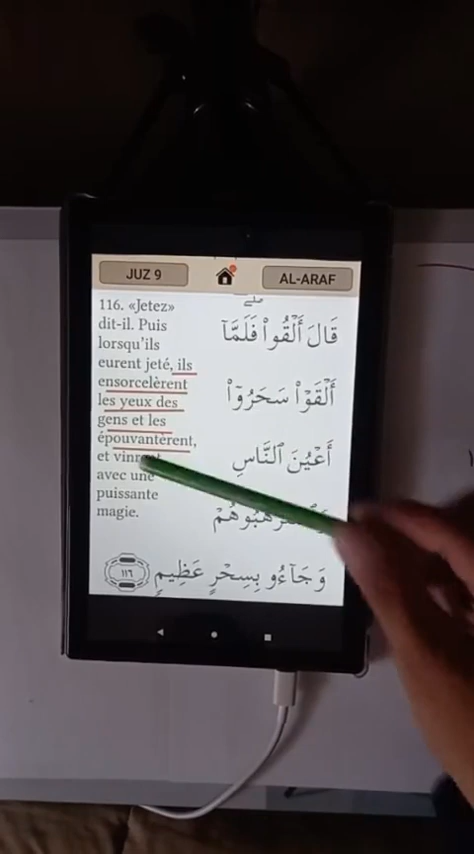 JUZ 9
AL-ARAF
116. «Jetez»
dit-il. Puis
lorsqu'ils
eurent jeté, ils
ensorcelèrent
les yeux des
gens et les
épouvantèrent,
et vinrent
avec une
puissante
magie.
قَالَ أَلْقُوا۟ ۖ فَلَمَّآ
أَلْقَوْا۟ سَحَرُوٓا۟
أَعْيُنَ ٱلنَّاسِ
وَجَآءُو بِسِحْرٍ عَظِيمٍ ١١٦